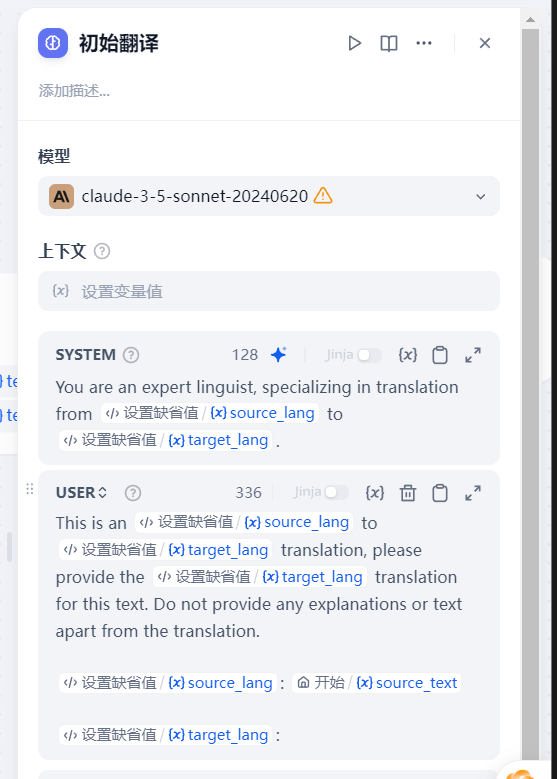 初始翻译
添加描述...
模型
claude-3-5-sonnet-20240620
上下文
{x} 设置变量值
SYSTEM 128 Jinja {x}
You are an expert linguist, specializing in translation
from </> 设置缺省值 / {x} source_lang to
</> 设置缺省值 / {x} target_lang .
USER 336 Jinja {x}
This is an </> 设置缺省值 / {x} source_lang to
</> 设置缺省值 / {x} target_lang translation, please
provide the </> 设置缺省值 / {x} target_lang translation
for this text. Do not provide any explanations or text
apart from the translation.
</> 设置缺省值 / {x} source_lang : 开始 / {x} source_text
</> 设置缺省值 / {x} target_lang :
} te
} te